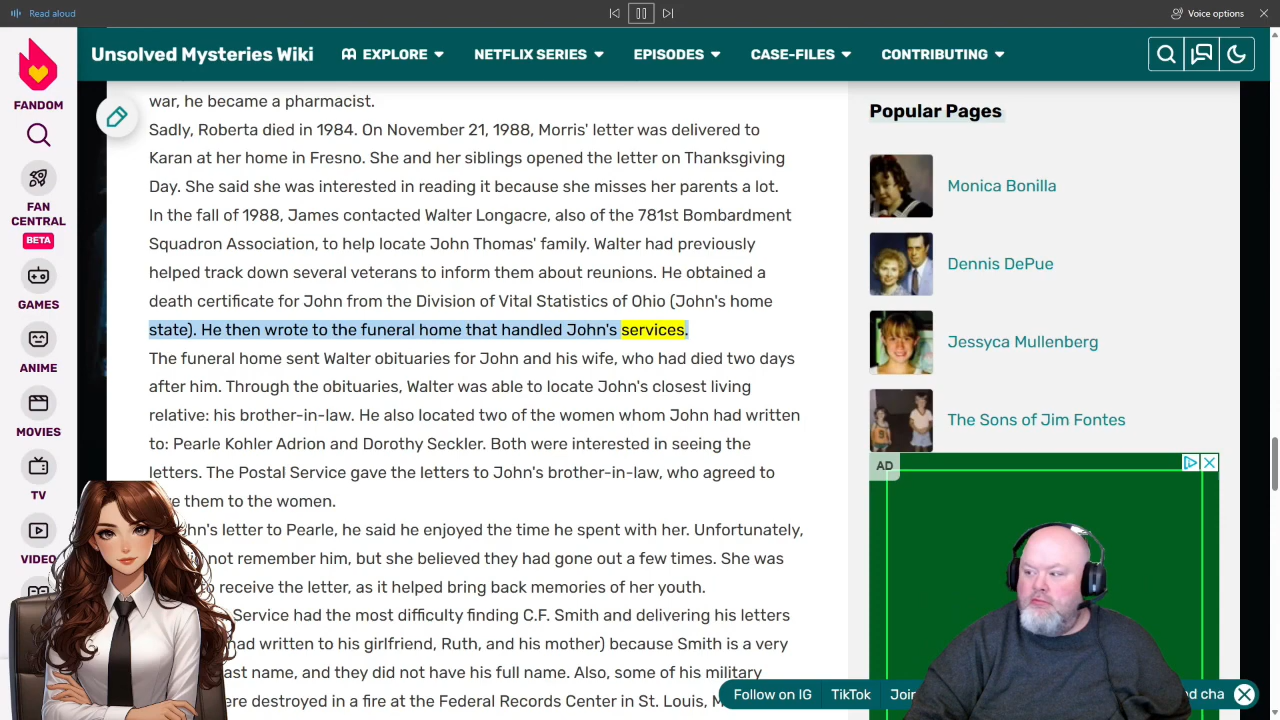 Read aloud
Voice options
Unsolved Mysteries Wiki
EXPLORE
NETFLIX SERIES
EPISODES
CASE-FILES
CONTRIBUTING
FANDOM
FAN
CENTRAL
BETA
GAMES
ANIME
MOVIES
TV
VIDEO
war, he became a pharmacist.
Sadly, Roberta died in 1984. On November 21, 1988, Morris' letter was delivered to
Karan at her home in Fresno. She and her siblings opened the letter on Thanksgiving
Day. She said she was interested in reading it because she misses her parents a lot.
In the fall of 1988, James contacted Walter Longacre, also of the 781st Bombardment
Squadron Association, to help locate John Thomas' family. Walter had previously
helped track down several veterans to inform them about reunions. He obtained a
death certificate for John from the Division of Vital Statistics of Ohio (John's home
state). He then wrote to the funeral home that handled John's services.
The funeral home sent Walter obituaries for John and his wife, who had died two days
after him. Through the obituaries, Walter was able to locate John's closest living
relative: his brother-in-law. He also located two of the women whom John had written
to: Pearle Kohler Adrion and Dorothy Seckler. Both were interested in seeing the
letters. The Postal Service gave the letters to John's brother-in-law, who agreed to
them to the women.
letter to Pearle, he said he enjoyed the time he spent with her. Unfortunately,
not remember him, but she believed they had gone out a few times. She was
to receive the letter, as it helped bring back memories of her youth.
Service had the most difficulty finding C.F. Smith and delivering his letters
had written to his girlfriend, Ruth, and his mother) because Smith is a very
last name, and they did not have his full name. Also, some of his military
were destroyed in a fire at the Federal Records Center in St. Louis,
Popular Pages
Monica Bonilla
Dennis DePue
Jessyca Mullenberg
The Sons of Jim Fontes
AD
Follow on IG
TikTok
Join